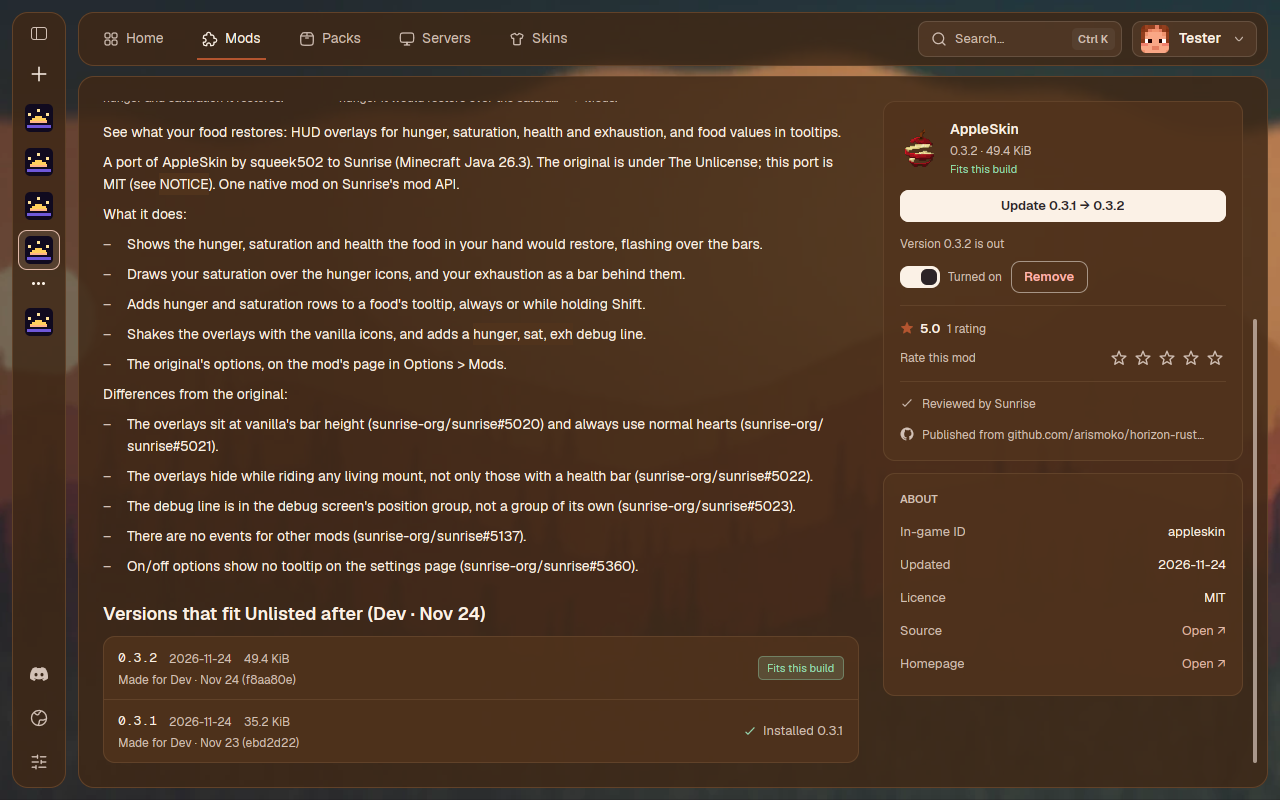 Home
Mods
Packs
Servers
Skins
Search...
Ctrl K
Tester
See what your food restores: HUD overlays for hunger, saturation, health and exhaustion, and food values in tooltips.
A port of AppleSkin by squeek502 to Sunrise (Minecraft Java 26.3). The original is under The Unlicense; this port is
MIT (see NOTICE). One native mod on Sunrise's mod API.
What it does:
– Shows the hunger, saturation and health the food in your hand would restore, flashing over the bars.
– Draws your saturation over the hunger icons, and your exhaustion as a bar behind them.
– Adds hunger and saturation rows to a food's tooltip, always or while holding Shift.
– Shakes the overlays with the vanilla icons, and adds a hunger, sat, exh debug line.
– The original's options, on the mod's page in Options > Mods.
Differences from the original:
– The overlays sit at vanilla's bar height (sunrise-org/sunrise#5020) and always use normal hearts (sunrise-org/
sunrise#5021).
– The overlays hide while riding any living mount, not only those with a health bar (sunrise-org/sunrise#5022).
– The debug line is in the debug screen's position group, not a group of its own (sunrise-org/sunrise#5023).
– There are no events for other mods (sunrise-org/sunrise#5137).
– On/off options show no tooltip on the settings page (sunrise-org/sunrise#5360).
Versions that fit Unlisted after (Dev · Nov 24)
0.3.2 2026-11-24 49.4 KiB
Made for Dev · Nov 24 (f8aa80e)
Fits this build
0.3.1 2026-11-24 35.2 KiB
Made for Dev · Nov 23 (ebd2d22)
Installed 0.3.1
AppleSkin
0.3.2 · 49.4 KiB
Fits this build
Update 0.3.1 → 0.3.2
Version 0.3.2 is out
Turned on
Remove
5.0 1 rating
Rate this mod
Reviewed by Sunrise
Published from github.com/arismoko/horizon-rust...
ABOUT
In-game ID appleskin
Updated 2026-11-24
Licence MIT
Source Open ↗
Homepage Open ↗